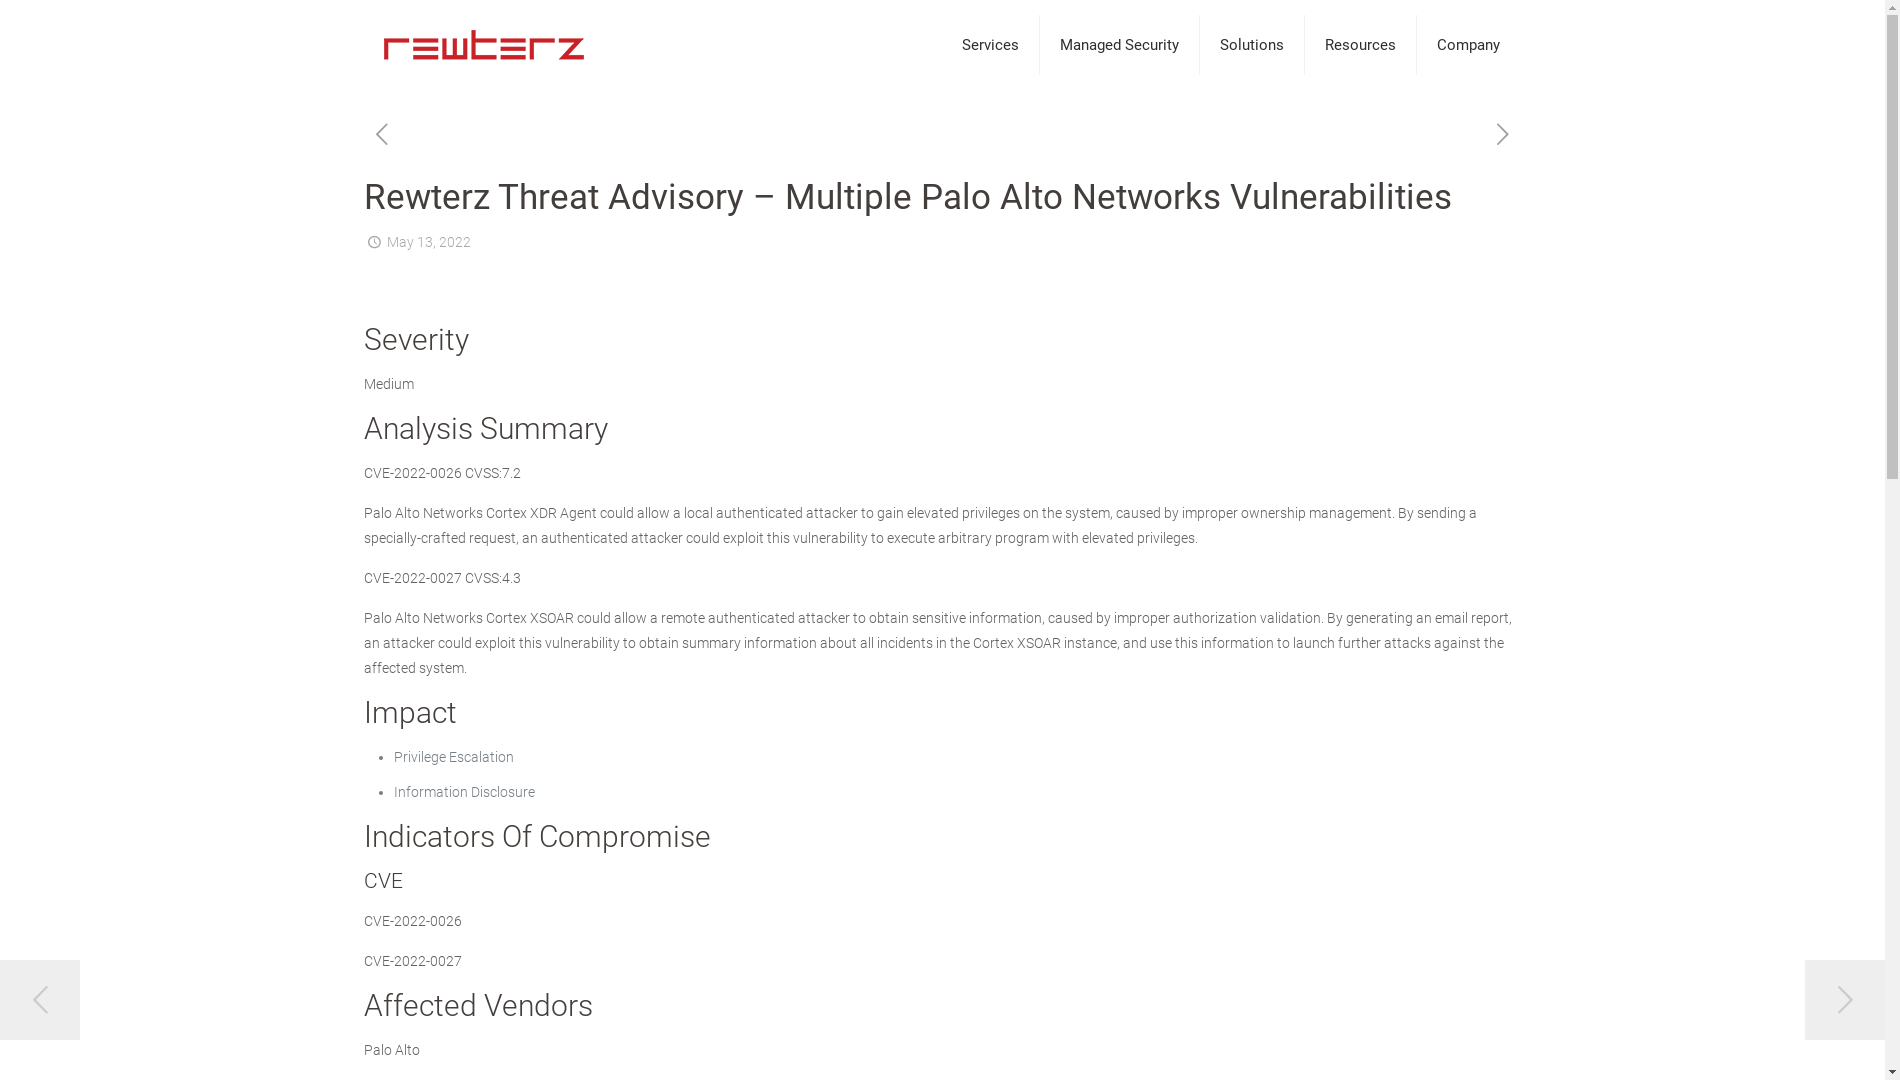 rewterz
Services
Managed Security
Solutions
Resources
Company
Rewterz Threat Advisory – Multiple Palo Alto Networks Vulnerabilities
May 13, 2022
Severity
Medium
Analysis Summary
CVE-2022-0026 CVSS:7.2
Palo Alto Networks Cortex XDR Agent could allow a local authenticated attacker to gain elevated privileges on the system, caused by improper ownership management. By sending a
specially-crafted request, an authenticated attacker could exploit this vulnerability to execute arbitrary program with elevated privileges.
CVE-2022-0027 CVSS:4.3
Palo Alto Networks Cortex XSOAR could allow a remote authenticated attacker to obtain sensitive information, caused by improper authorization validation. By generating an email report,
an attacker could exploit this vulnerability to obtain summary information about all incidents in the Cortex XSOAR instance, and use this information to launch further attacks against the
affected system.
Impact
Privilege Escalation
Information Disclosure
Indicators Of Compromise
CVE
CVE-2022-0026
CVE-2022-0027
Affected Vendors
Palo Alto